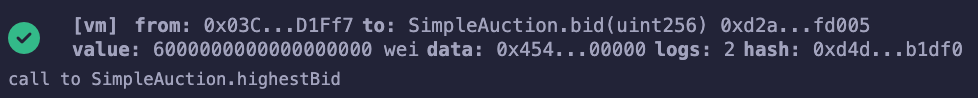 [vm] from: 0x03C...D1Ff7 to: SimpleAuction.bid(uint256) 0xd2a...fd005
value: 6000000000000000000 wei data: 0x454...00000 logs: 2 hash: 0xd4d...b1df0
call to SimpleAuction.highestBid